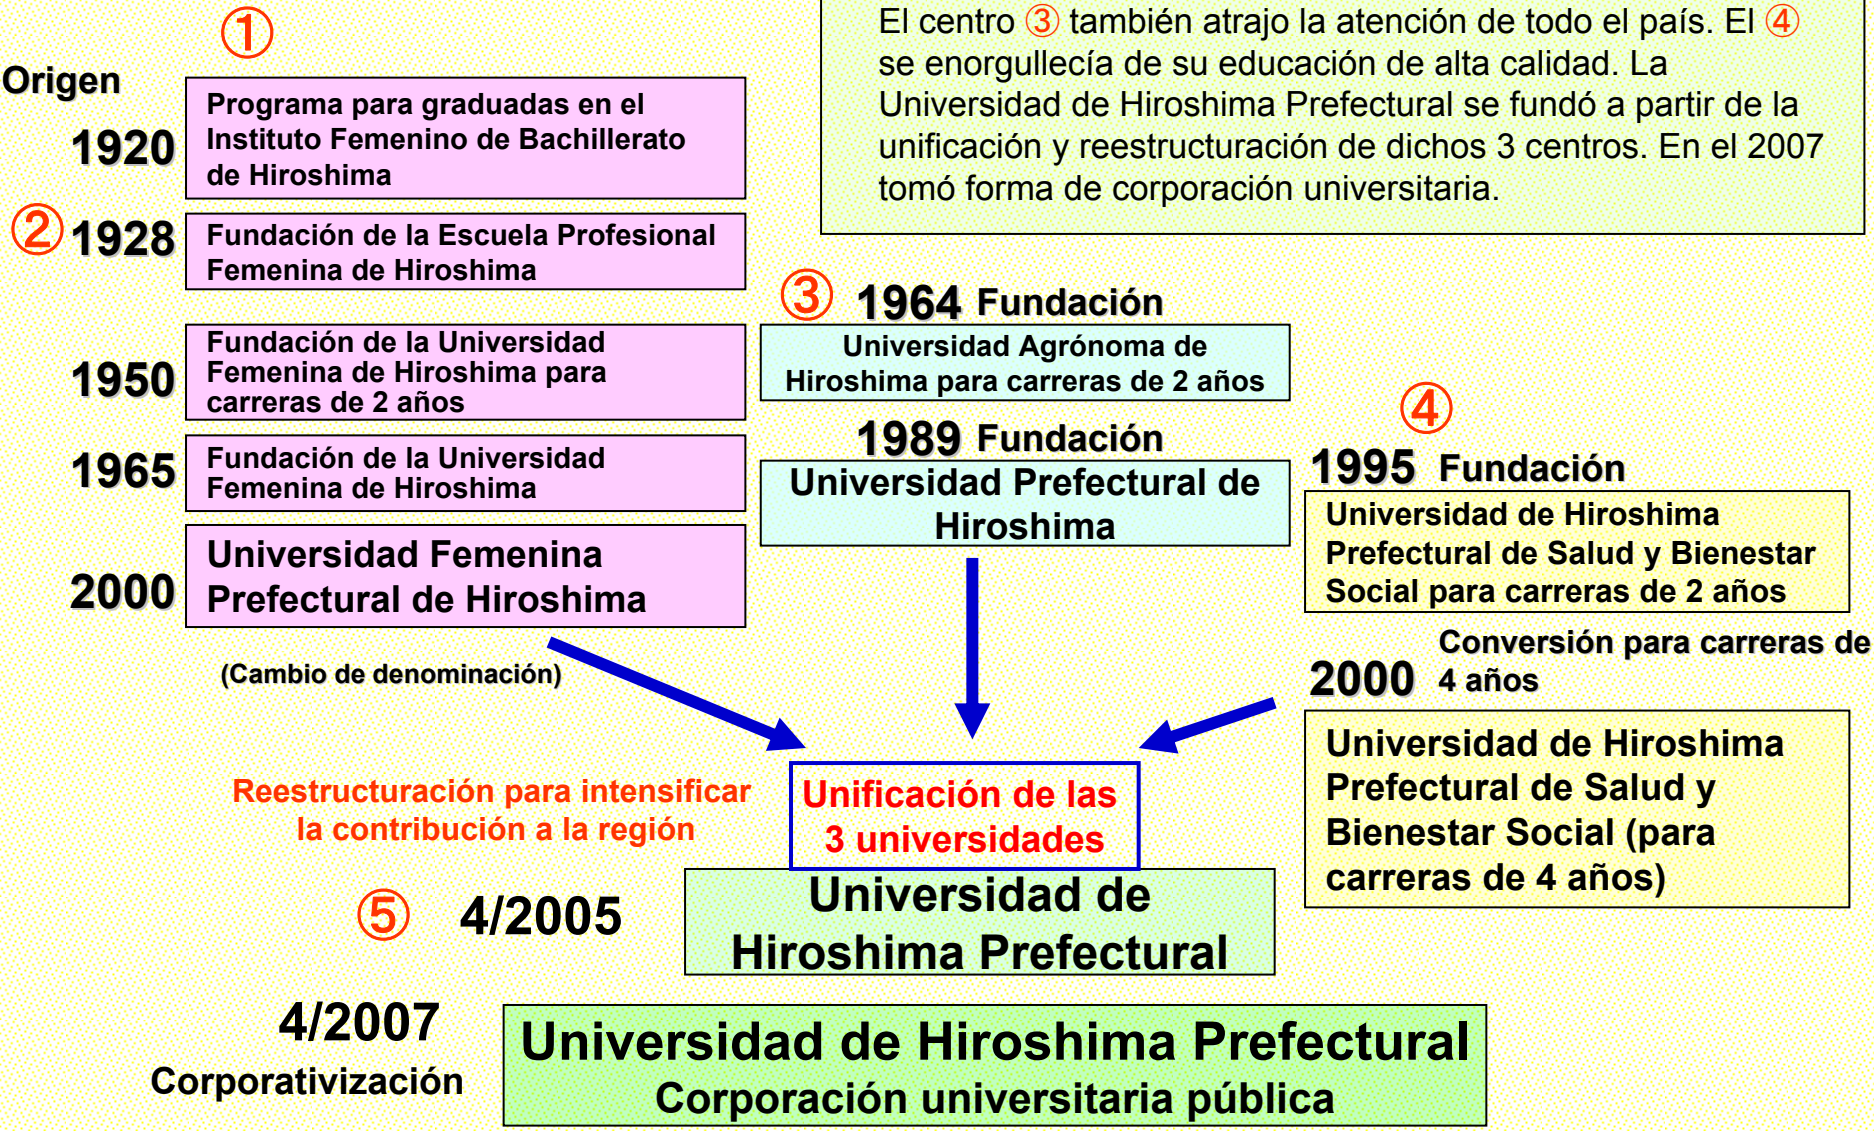 ①
Origen
1920
Programa para graduadas en el
Instituto Femenino de Bachillerato
de Hiroshima
② 1928
Fundación de la Escuela Profesional
Femenina de Hiroshima
1950
Fundación de la Universidad
Femenina de Hiroshima para
carreras de 2 años
1965
Fundación de la Universidad
Femenina de Hiroshima
2000
Universidad Femenina
Prefectural de Hiroshima
(Cambio de denominación)
El centro ③ también atrajo la atención de todo el país. El ④
se enorgullecía de su educación de alta calidad. La
Universidad de Hiroshima Prefectural se fundó a partir de la
unificación y reestructuración de dichos 3 centros. En el 2007
tomó forma de corporación universitaria.
③ 1964 Fundación
Universidad Agrónoma de
Hiroshima para carreras de 2 años
1989 Fundación
Universidad Prefectural de
Hiroshima
④
1995 Fundación
Universidad de Hiroshima
Prefectural de Salud y Bienestar
Social para carreras de 2 años
2000 Conversión para carreras de
4 años
Universidad de Hiroshima
Prefectural de Salud y
Bienestar Social (para
carreras de 4 años)
Reestructuración para intensificar
la contribución a la región
Unificación de las
3 universidades
⑤ 4/2005
Universidad de
Hiroshima Prefectural
4/2007
Corporativización
Universidad de Hiroshima Prefectural
Corporación universitaria pública